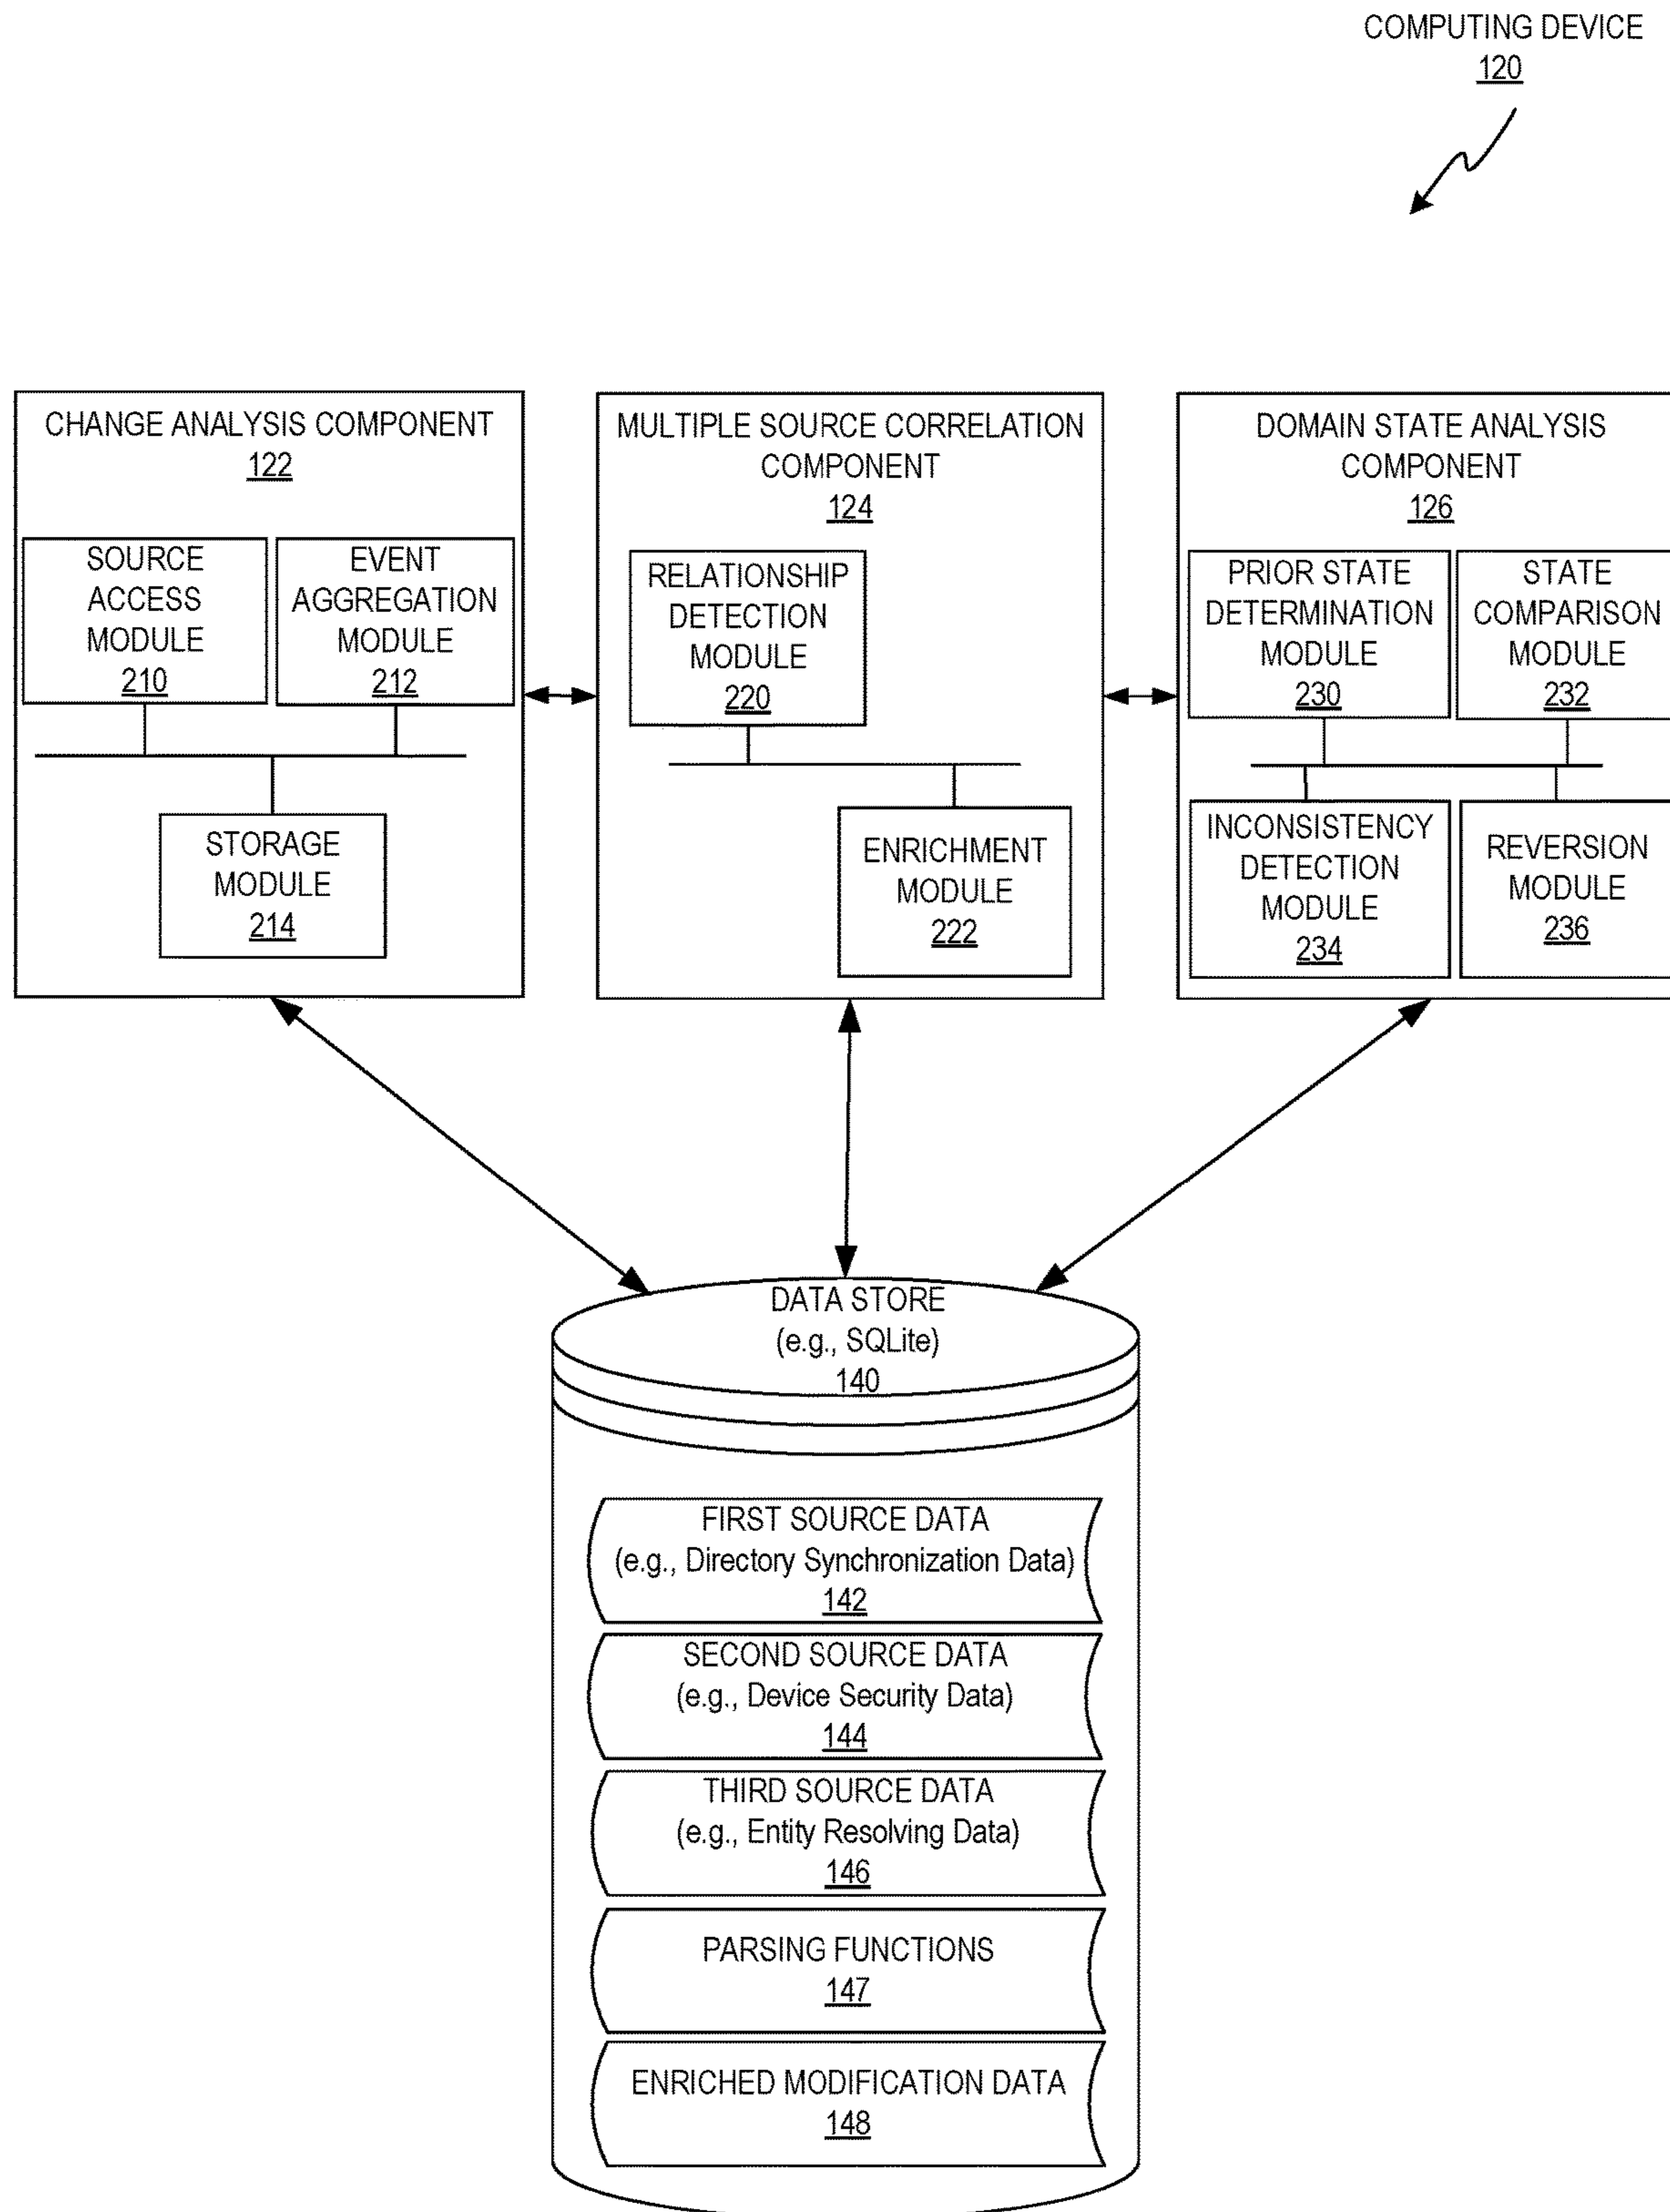 COMPUTING DEVICE
120
CHANGE ANALYSIS COMPONENT
122
SOURCE
ACCESS
MODULE
210
EVENT
AGGREGATION
MODULE
212
STORAGE
MODULE
214
MULTIPLE SOURCE CORRELATION
COMPONENT
124
RELATIONSHIP
DETECTION
MODULE
220
ENRICHMENT
MODULE
222
DOMAIN STATE ANALYSIS
COMPONENT
126
PRIOR STATE
DETERMINATION
MODULE
230
STATE
COMPARISON
MODULE
232
INCONSISTENCY
DETECTION
MODULE
234
REVERSION
MODULE
236
DATA STORE
(e.g., SQLite)
140
FIRST SOURCE DATA
(e.g., Directory Synchronization Data)
142
SECOND SOURCE DATA
(e.g., Device Security Data)
144
THIRD SOURCE DATA
(e.g., Entity Resolving Data)
146
PARSING FUNCTIONS
147
ENRICHED MODIFICATION DATA
148